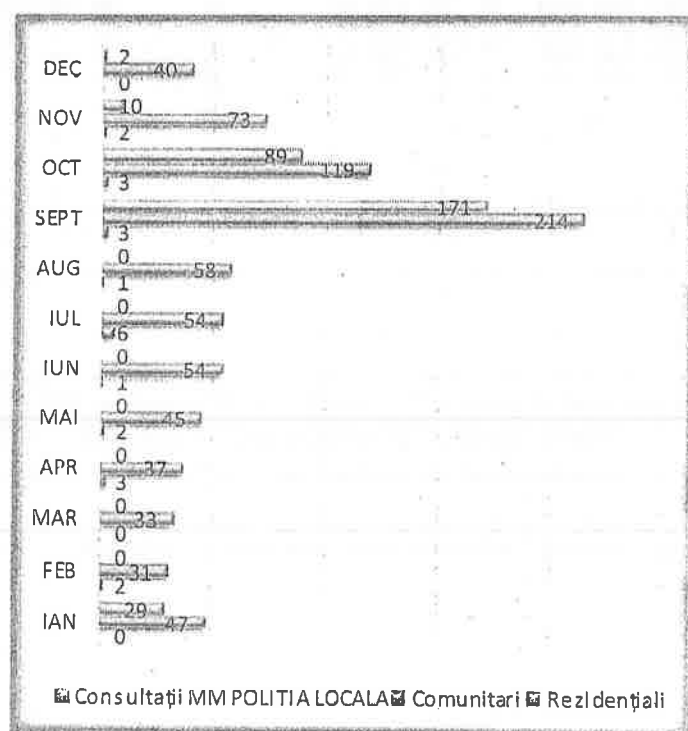 2
DEC 40
0
10
NOV 73
2
89
OCT 119
3
171
SEPT 214
3
0
AUG 58
1
0
IUL 54
6
0
IUN 54
1
0
MAI 45
2
0
APR 37
3
0
MAR 33
0
0
FEB 31
2
29
IAN 47
0
Consultații MM POLITIA LOCALA Comunitari Rezidențiali